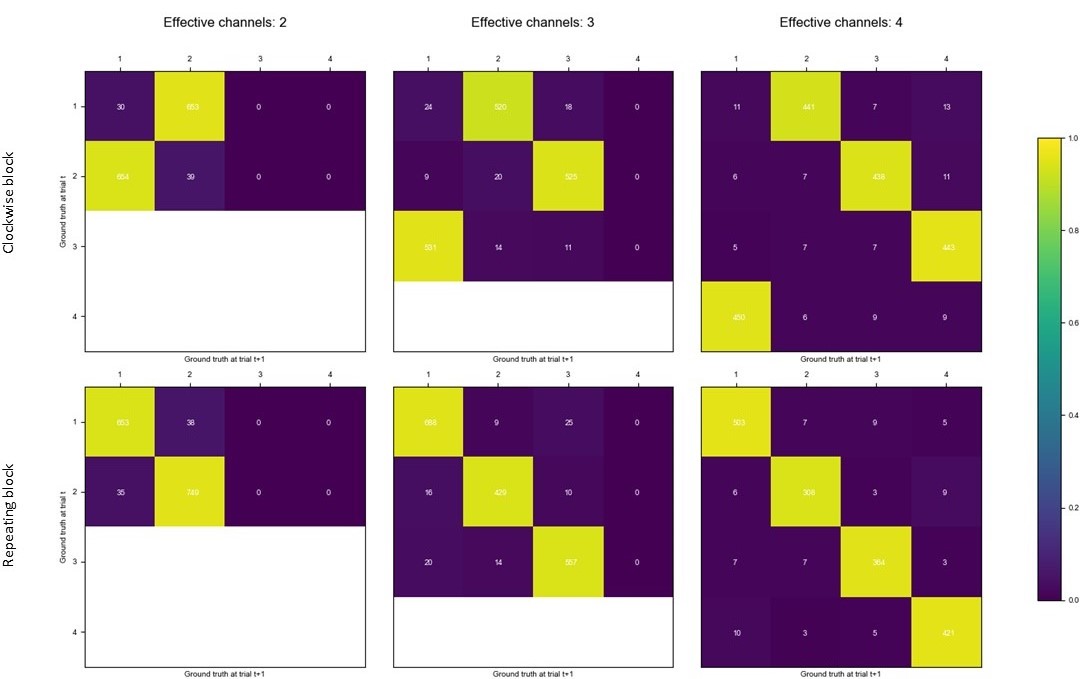 Effective channels: 2 Effective channels: 3 Effective channels: 4
1 2 3 4 1 2 3 4 1 2 3 4
Clockwise block
Ground truth at trial t
1 30 653 0 0 24 520 18 0 11 441 7 13
2 654 39 0 0 9 20 525 0 6 7 438 11
3 531 14 11 0 5 7 7 443
4 450 6 9 9
Ground truth at trial t+1 Ground truth at trial t+1 Ground truth at trial t+1
1 2 3 4 1 2 3 4 1 2 3 4
Repeating block
Ground truth at trial t
1 653 38 0 0 688 9 25 0 503 7 9 5
2 35 749 0 0 16 429 10 0 6 308 3 9
3 20 14 557 0 7 7 364 3
4 10 3 5 421
Ground truth at trial t+1 Ground truth at trial t+1 Ground truth at trial t+1
1.0
0.8
0.6
0.4
0.2
0.0